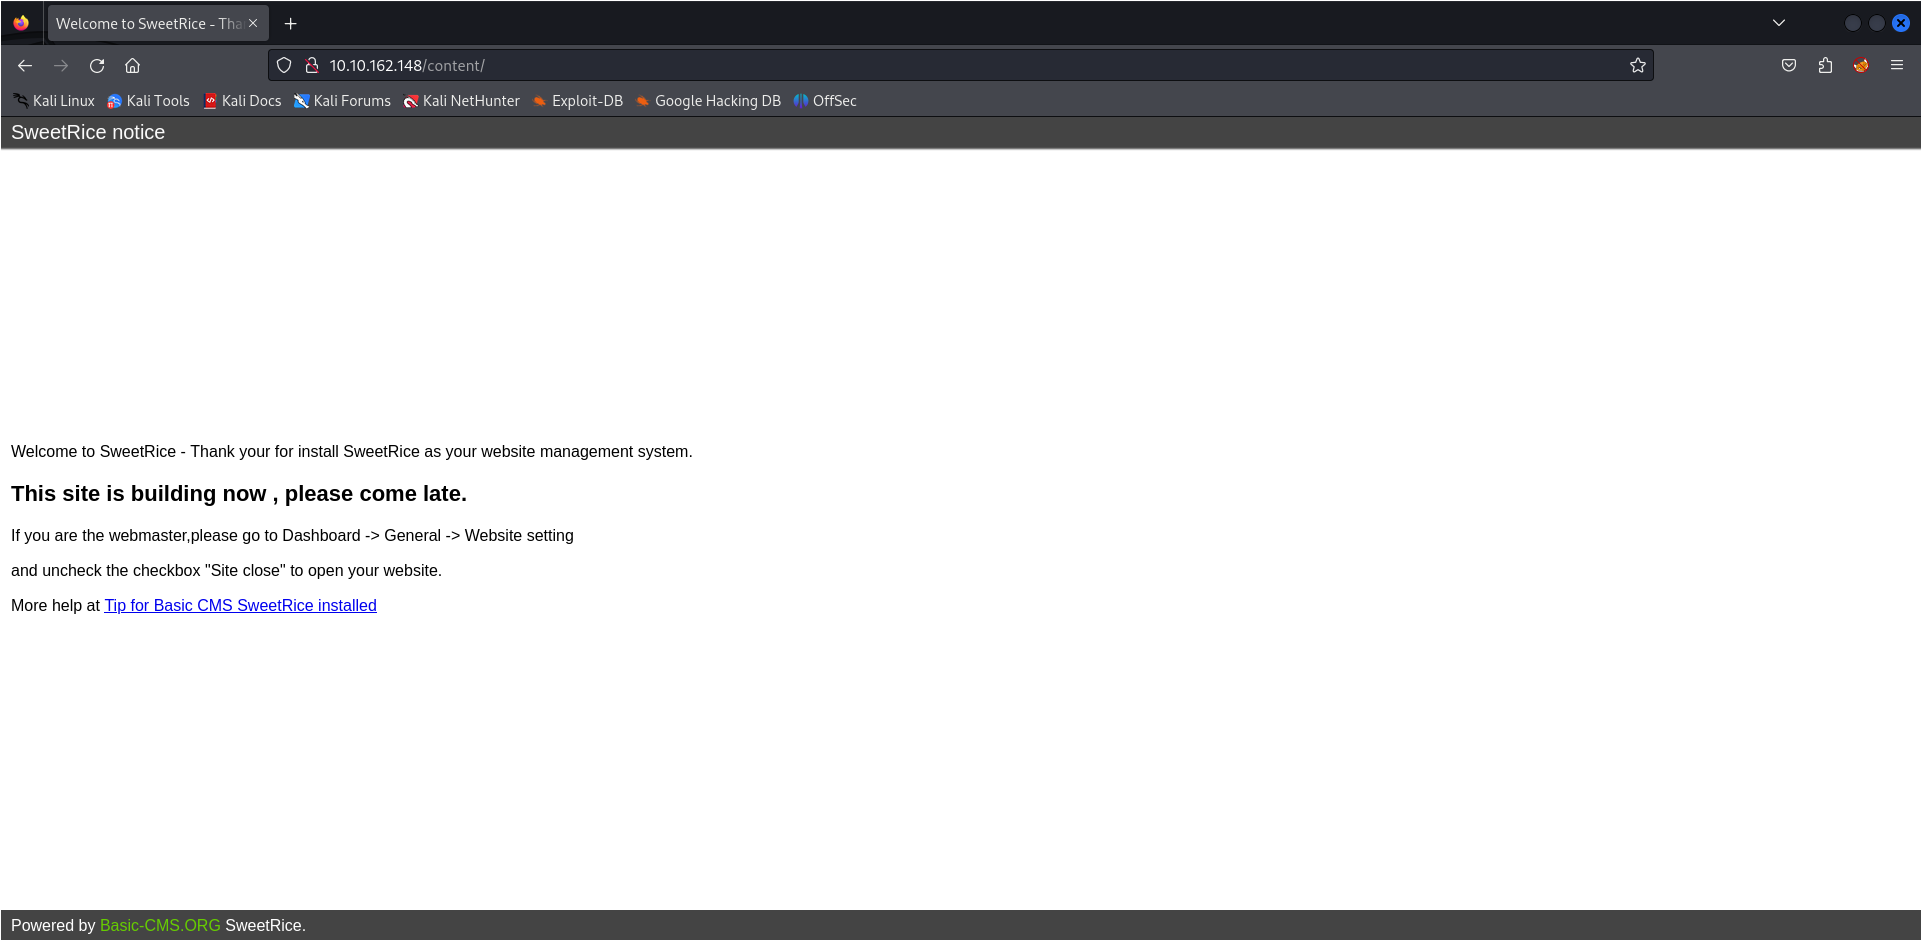 Welcome to SweetRice - Tha
10.10.162.148/content/
Kali Linux Kali Tools Kali Docs Kali Forums Kali NetHunter Exploit-DB Google Hacking DB OffSec
SweetRice notice
Welcome to SweetRice - Thank your for install SweetRice as your website management system.
This site is building now , please come late.
If you are the webmaster,please go to Dashboard -> General -> Website setting
and uncheck the checkbox "Site close" to open your website.
More help at Tip for Basic CMS SweetRice installed
Powered by Basic-CMS.ORG SweetRice.